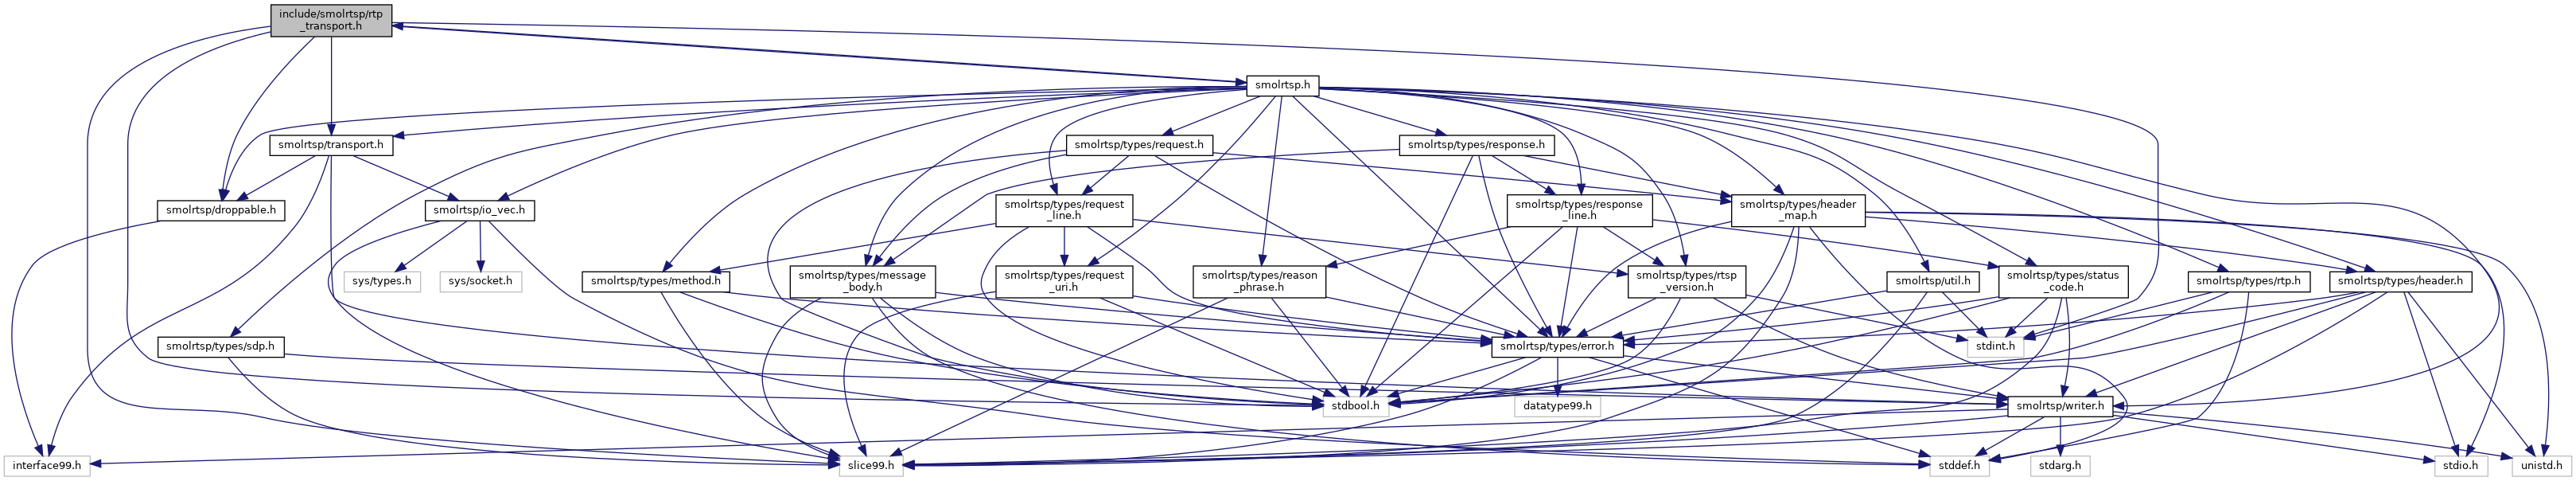 include/smolrtsp/rtp
_transport.h
smolrtsp.h
smolrtsp/transport.h
smolrtsp/types/request.h
smolrtsp/types/response.h
smolrtsp/droppable.h
smolrtsp/io_vec.h
smolrtsp/types/request
_line.h
smolrtsp/types/response
_line.h
smolrtsp/types/header
_map.h
sys/types.h
sys/socket.h
smolrtsp/types/method.h
smolrtsp/types/message
_body.h
smolrtsp/types/request
_uri.h
smolrtsp/types/reason
_phrase.h
smolrtsp/types/rtsp
_version.h
smolrtsp/util.h
smolrtsp/types/status
_code.h
smolrtsp/types/rtp.h
smolrtsp/types/header.h
smolrtsp/types/sdp.h
smolrtsp/types/error.h
stdint.h
stdbool.h
datatype99.h
smolrtsp/writer.h
interface99.h
slice99.h
stddef.h
stdarg.h
stdio.h
unistd.h